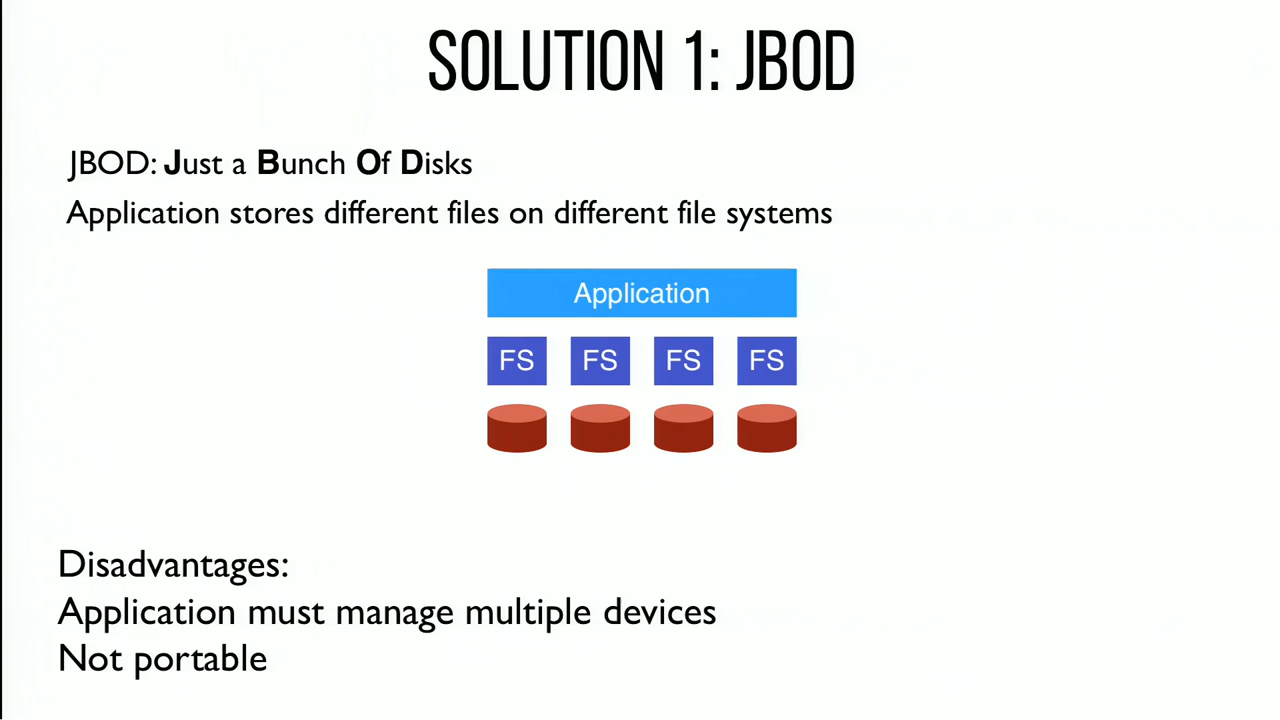 SOLUTION 1: JBOD
JBOD: Just a Bunch Of Disks
Application stores different files on different file systems
Application
FS FS FS FS
Disadvantages:
Application must manage multiple devices
Not portable